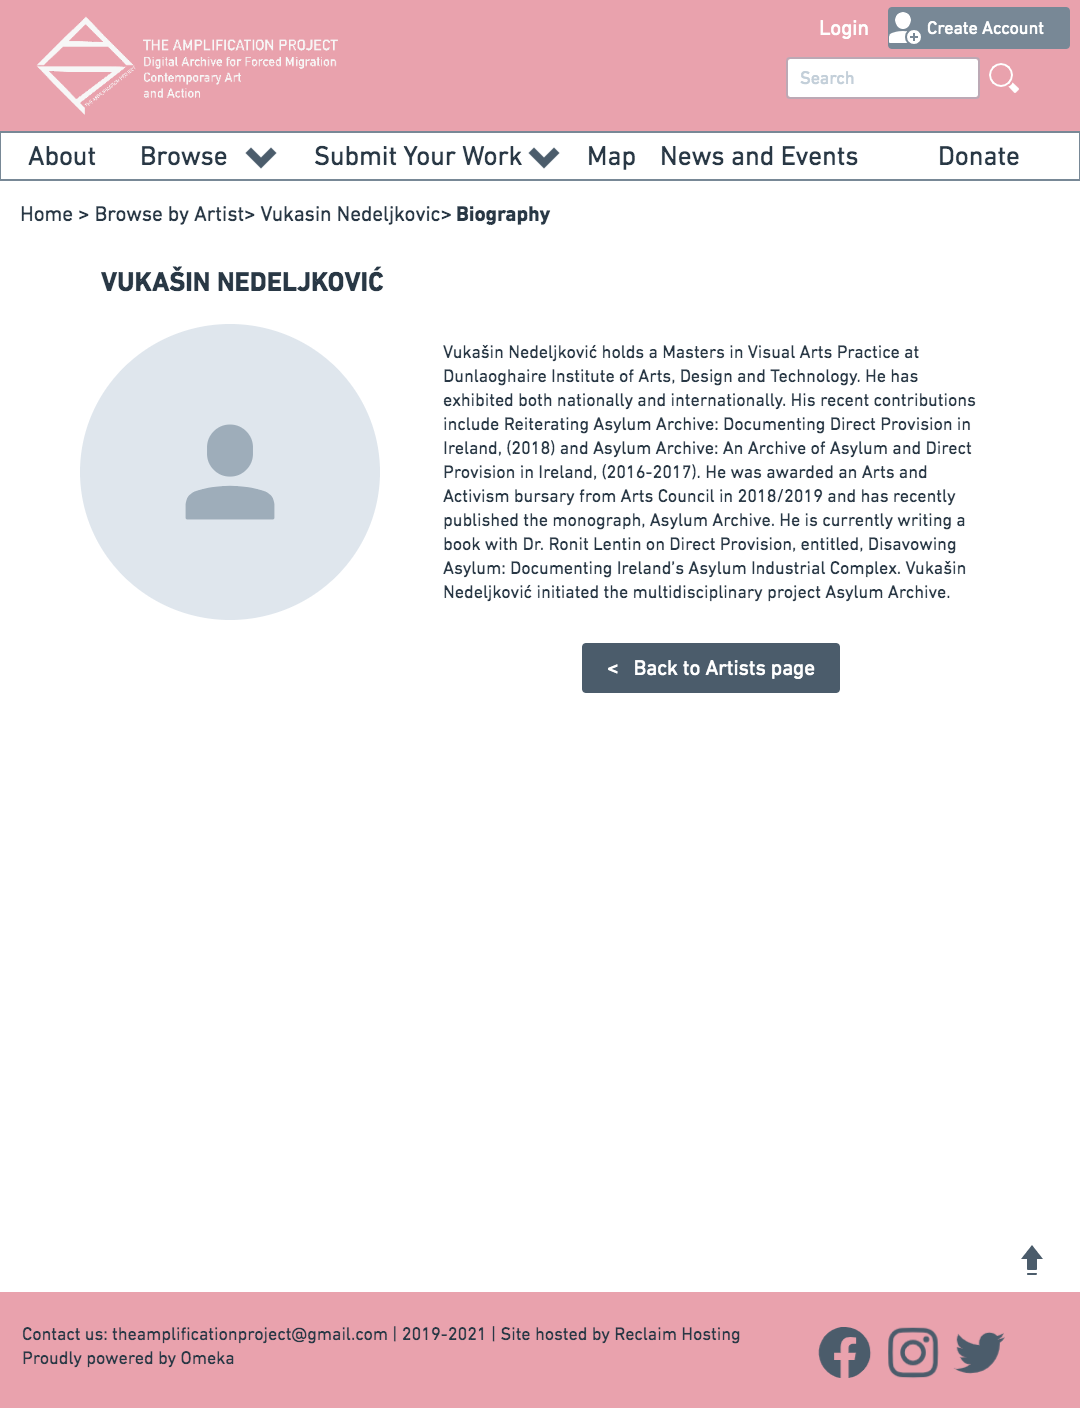 THE AMPLIFICATION PROJECT
Digital Archive for Forced Migration
Contemporary Art
and Action
THE AMPLIFICATION PROJECT
Login
Create Account
Search
About
Browse
Submit Your Work
Map
News and Events
Donate
Home > Browse by Artist> Vukasin Nedeljkovic> Biography
VUKAŠIN NEDELJKOVIĆ
Vukašin Nedeljković holds a Masters in Visual Arts Practice at
Dunlaoghaire Institute of Arts, Design and Technology. He has
exhibited both nationally and internationally. His recent contributions
include Reiterating Asylum Archive: Documenting Direct Provision in
Ireland, (2018) and Asylum Archive: An Archive of Asylum and Direct
Provision in Ireland, (2016-2017). He was awarded an Arts and
Activism bursary from Arts Council in 2018/2019 and has recently
published the monograph, Asylum Archive. He is currently writing a
book with Dr. Ronit Lentin on Direct Provision, entitled, Disavowing
Asylum: Documenting Ireland’s Asylum Industrial Complex. Vukašin
Nedeljković initiated the multidisciplinary project Asylum Archive.
< Back to Artists page
Contact us: theamplificationproject@gmail.com | 2019-2021 | Site hosted by Reclaim Hosting
Proudly powered by Omeka